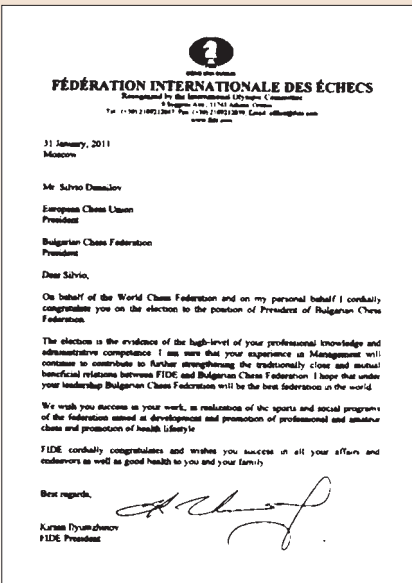 FÉDÉRATION INTERNATIONALE DES ÉCHECS
Recognized by the International Olympic Committee
9 Syggrou Ave., 11743 Athens, Greece
www.fide.com
31 January, 2011
Moscow
Mr. Silvio Danailov
European Chess Union
President
Bulgarian Chess Federation
President
Dear Silvio,
On behalf of the World Chess Federation and on my personal behalf I cordially
congratulate you on the election to the position of President of Bulgarian Chess
Federation.
The election is the evidence of the high-level of your professional knowledge and
administrative competence. I am sure that your experience in Management will
continue to contribute to further strengthening the traditionally close and mutual
beneficial relations between FIDE and Bulgarian Chess Federation. I hope that under
your leadership Bulgarian Chess Federation will be the best federation in the world.
We wish you success in your work, in realization of the sports and social programs
of the federation aimed at development and promotion of professional and amateur
chess and promotion of health lifestyle
FIDE cordially congratulates and wishes you success in all your affairs and
endeavors as well as good health to you and your family
Best regards,
Kirsan Ilyumzhinov
FIDE President